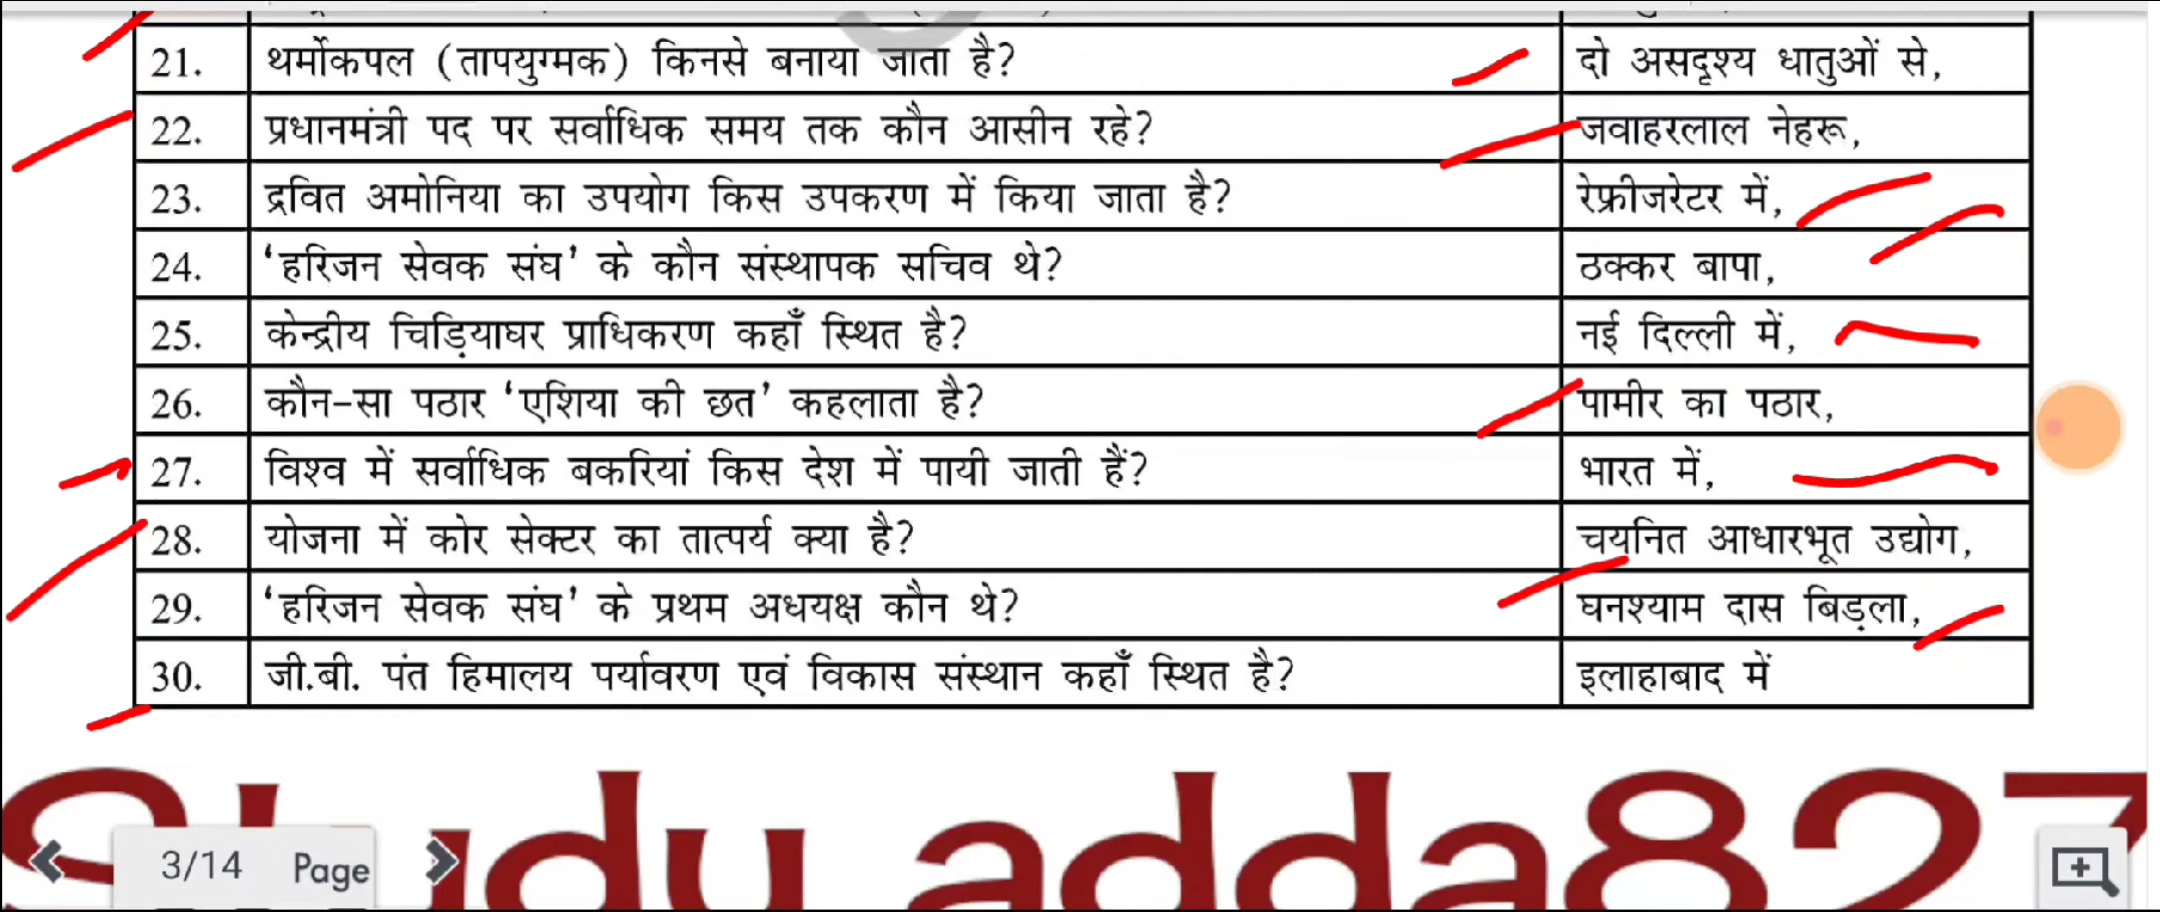 21. थर्मोकपल (तापयुग्मक) किनसे बनाया जाता है? दो असदृश्य धातुओं से,
22. प्रधानमंत्री पद पर सर्वाधिक समय तक कौन आसीन रहे? जवाहरलाल नेहरू,
23. द्रवित अमोनिया का उपयोग किस उपकरण में किया जाता है? रेफ्रीजरेटर में,
24. ‘हरिजन सेवक संघ’ के कौन संस्थापक सचिव थे? ठक्कर बापा,
25. केन्द्रीय चिड़ियाघर प्राधिकरण कहाँ स्थित है? नई दिल्ली में,
26. कौन-सा पठार ‘एशिया की छत’ कहलाता है? पामीर का पठार,
27. विश्व में सर्वाधिक बकरियां किस देश में पायी जाती हैं? भारत में,
28. योजना में कोर सेक्टर का तात्पर्य क्या है? चयनित आधारभूत उद्योग,
29. ‘हरिजन सेवक संघ’ के प्रथम अधयक्ष कौन थे? घनश्याम दास बिड़ला,
30. जी.बी. पंत हिमालय पर्यावरण एवं विकास संस्थान कहाँ स्थित है? इलाहाबाद में
Study adda827
3/14 Page